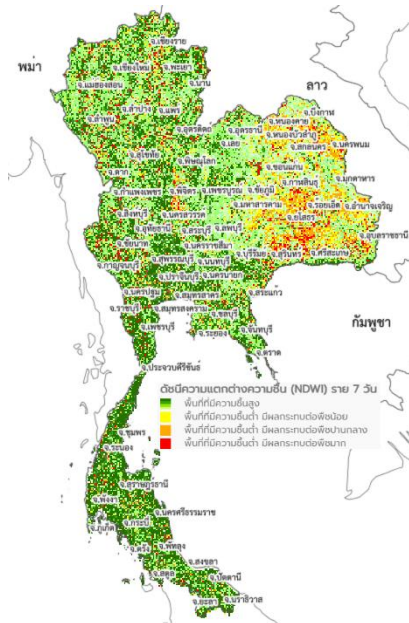 พม่า
ลาว
กัมพูชา
จ.เชียงราย
จ.เชียงใหม่
จ.พะเยา
จ.แม่ฮ่องสอน
จ.น่าน
จ.ลำปาง
จ.แพร่
จ.ลำพูน
จ.อุตรดิตถ์
จ.อุดรธานี
จ.เลย
จ.บึงกาฬ
จ.หนองคาย
จ.หนองบัวลำภู
จ.สกลนคร
จ.นครพนม
จ.สุโขทัย
จ.พิษณุโลก
จ.ตาก
จ.ขอนแก่น
จ.มุกดาหาร
จ.กำแพงเพชร
จ.พิจิตร
จ.เพชรบูรณ์
จ.ชัยภูมิ
จ.กาฬสินธุ์
จ.มหาสารคาม
จ.ร้อยเอ็ด
จ.อำนาจเจริญ
จ.สิงหบุรี
จ.นครสวรรค์
จ.ยโสธร
จ.อุทัยธานี
จ.สระบุรี
จ.ลพบุรี
จ.อุบลราชธานี
จ.ชัยนาท
จ.นครราชสีมา
จ.บุรีรัมย์
จ.สุรินทร์
จ.ศรีสะเกษ
จ.สุพรรณบุรี
จ.นนทบุรี
จ.กาญจนบุรี
จ.ปราจีนบุรี
จ.นครนายก
จ.นครปฐม
จ.สมุทรสาคร
จ.สระแก้ว
จ.ราชบุรี
จ.สมุทรสงคราม
จ.ชลบุรี
จ.เพชรบุรี
จ.ระยอง
จ.จันทบุรี
จ.ตราด
จ.ประจวบคีรีขันธ์
ดัชนีความแตกต่างความชื้น (NDWI) ราย 7 วัน
พื้นที่ที่มีความชื้นสูง
พื้นที่ที่มีความชื้นต่ำ มีผลกระทบต่อพืชน้อย
พื้นที่ที่มีความชื้นต่ำ มีผลกระทบต่อพืชปานกลาง
พื้นที่ที่มีความชื้นต่ำ มีผลกระทบต่อพืชมาก
จ.ชุมพร
จ.ระนอง
จ.สุราษฎรธานี
จ.พังงา
จ.นครศรีธรรมราช
จ.กระบี่
จ.ภูเก็ต
จ.ตรัง
จ.พัทลุง
จ.สงขลา
จ.สตูล
จ.ปัตตานี
จ.ยะลา
จ.นราธิวาส